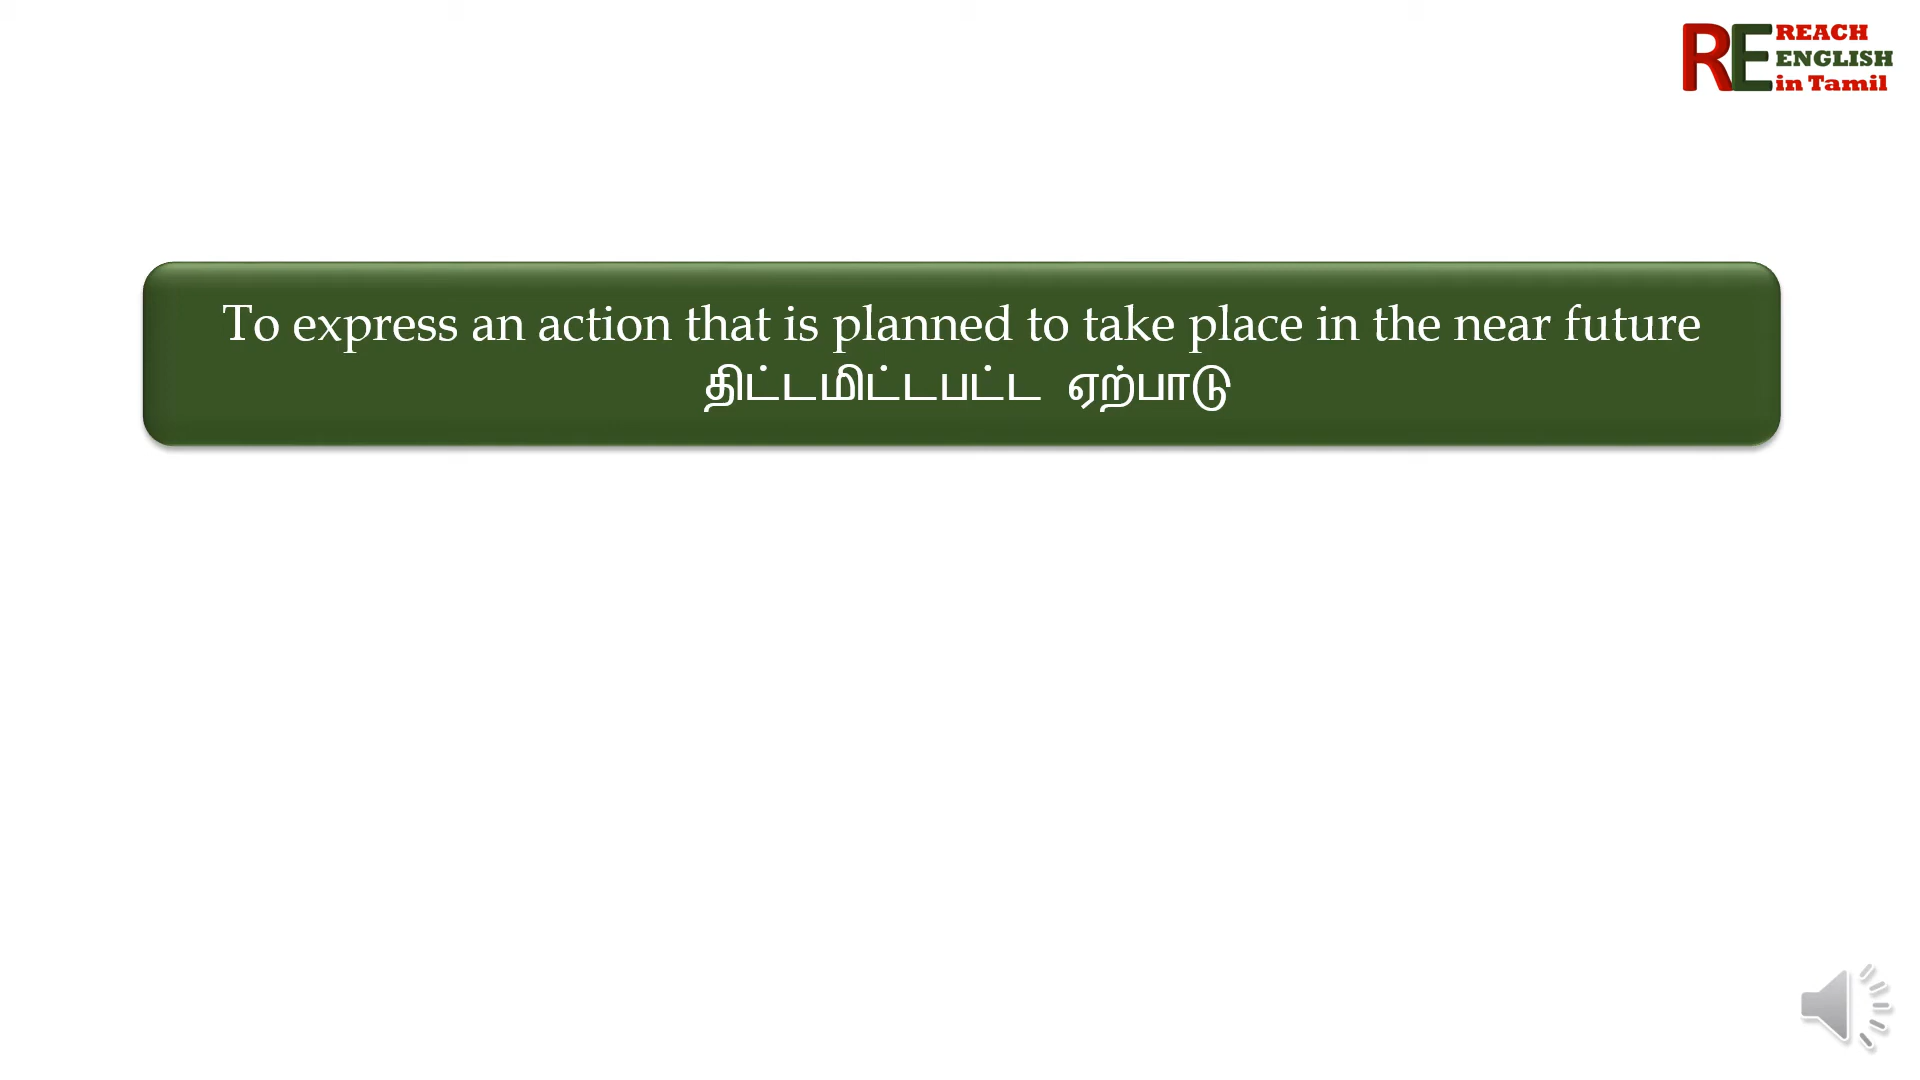 RE REACH
ENGLISH
in Tamil
To express an action that is planned to take place in the near future
திட்டமிட்டபட்ட ஏற்பாடு